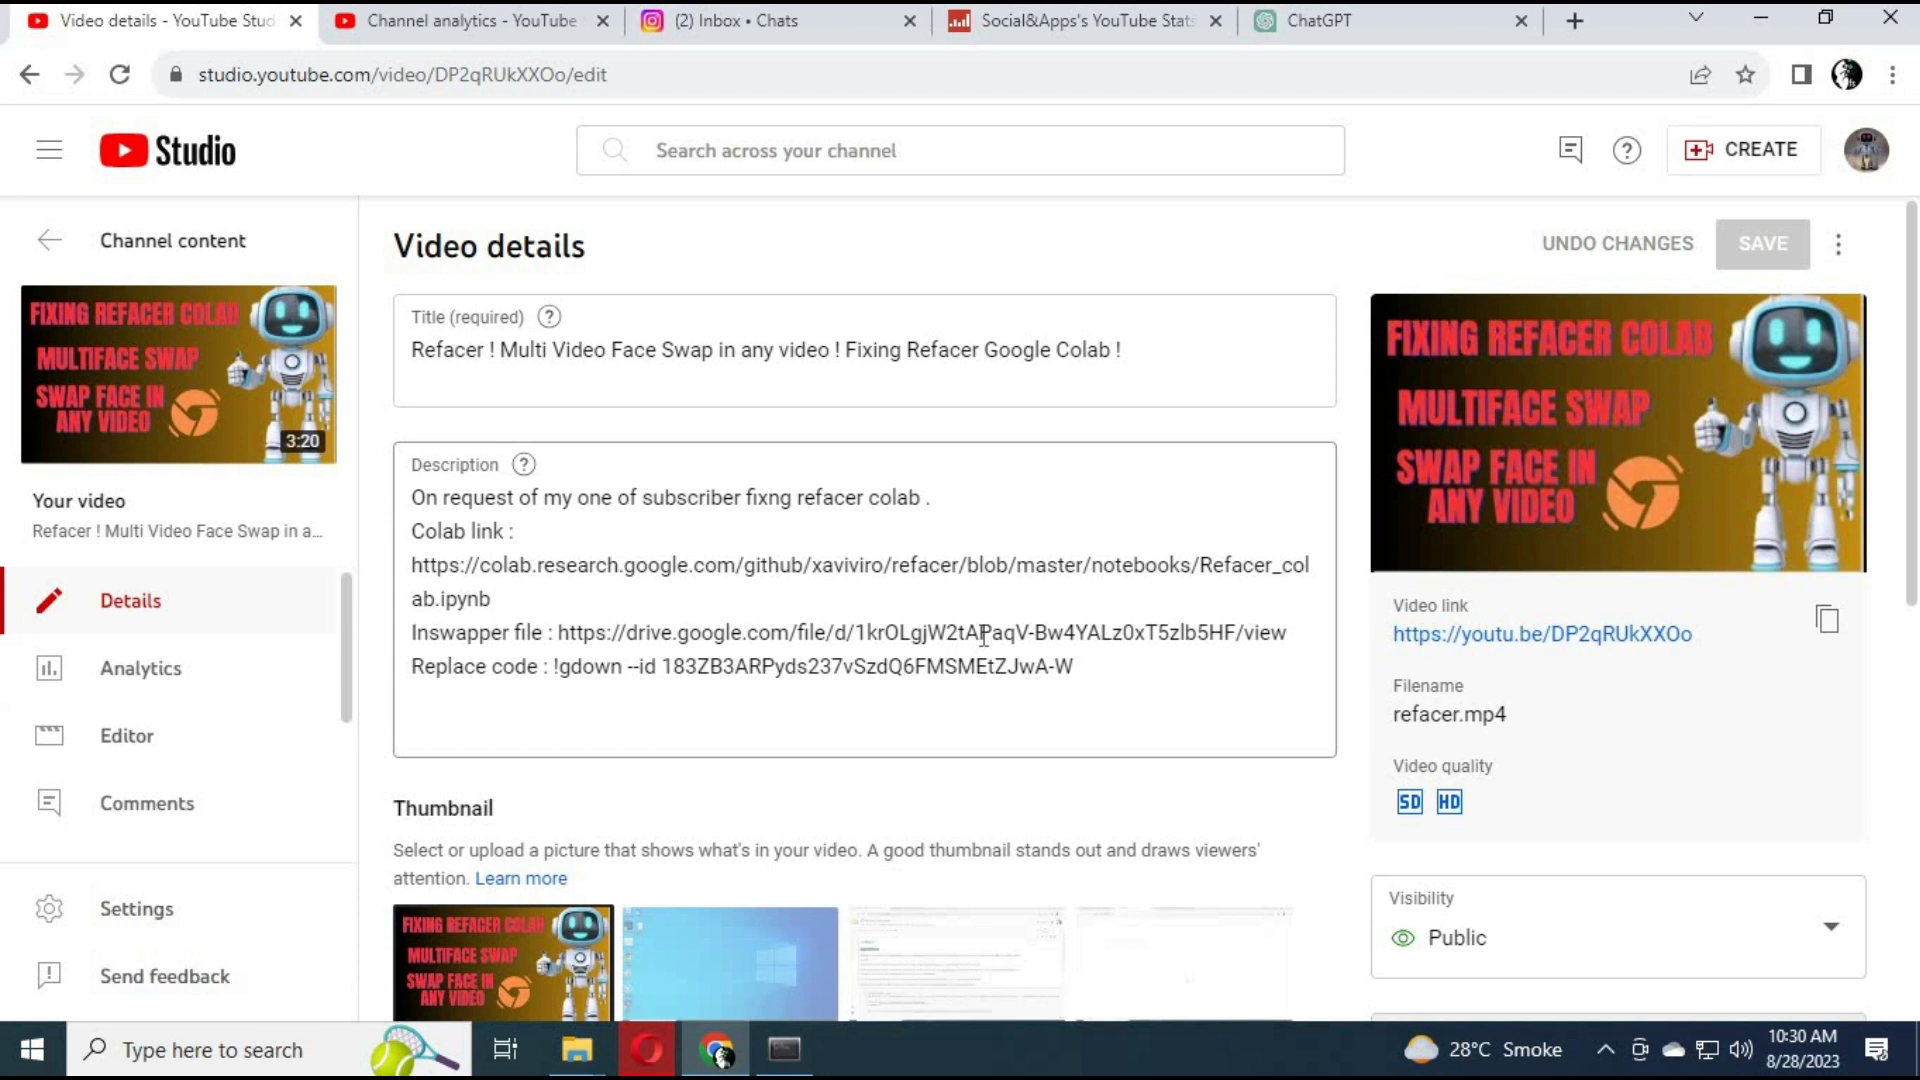 Video details - YouTube Stud
Channel analytics - YouTube
(2) Inbox • Chats
Social&Apps's YouTube Stats
ChatGPT
studio.youtube.com/video/DP2qRUkXXOo/edit
Studio
Search across your channel
CREATE
Channel content
FIXING REFACER COLAB
MULTIFACE SWAP
SWAP FACE IN
ANY VIDEO
3:20
Your video
Refacer ! Multi Video Face Swap in a...
Details
Analytics
Editor
Comments
Settings
Send feedback
Video details
UNDO CHANGES
SAVE
Title (required)
Refacer ! Multi Video Face Swap in any video ! Fixing Refacer Google Colab !
Description
On request of my one of subscriber fixng refacer colab .
Colab link :
https://colab.research.google.com/github/xaviviro/refacer/blob/master/notebooks/Refacer_col
ab.ipynb
Inswapper file : https://drive.google.com/file/d/1krOLgjW2tAPaqV-Bw4YALz0xT5zlb5HF/view
Replace code : !gdown --id 183ZB3ARPyds237vSzdQ6FMSMEtZJwA-W
Thumbnail
Select or upload a picture that shows what's in your video. A good thumbnail stands out and draws viewers'
attention. Learn more
FIXING REFACER COLAB
MULTIFACE SWAP
SWAP FACE IN
ANY VIDEO
FIXING REFACER COLAB
MULTIFACE SWAP
SWAP FACE IN
ANY VIDEO
Video link
https://youtu.be/DP2qRUkXXOo
Filename
refacer.mp4
Video quality
SD HD
Visibility
Public
Type here to search
28°C Smoke
10:30 AM
8/28/2023